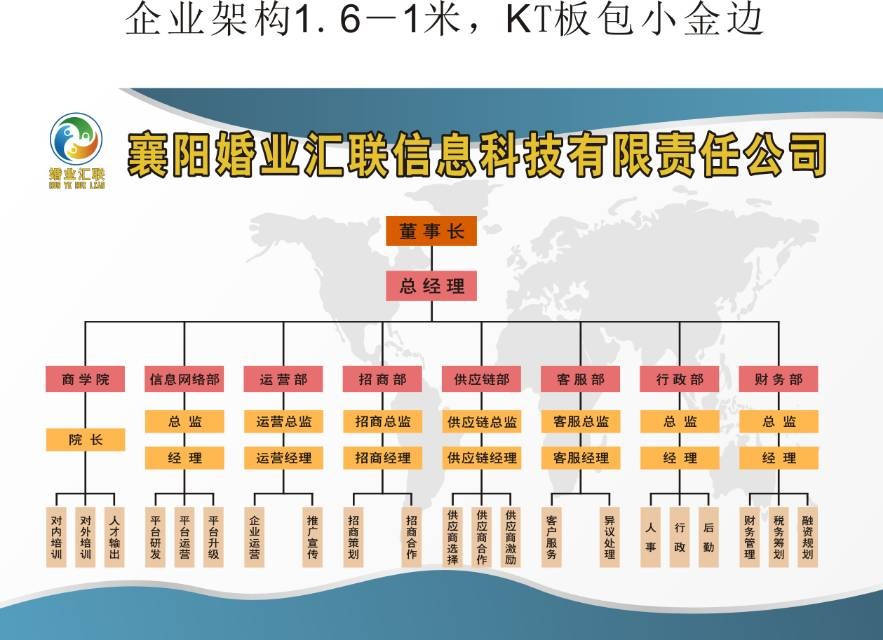 企业架构1.6－1米，KT板包小金边
襄阳婚业汇联信息科技有限责任公司
婚业汇联
HUN YE HUI LIAN
董事长
总经理
商学院 信息网络部 运营部 招商部 供应链部 客服部 行政部 财务部
总监 运营总监 招商总监 供应链总监 客服总监 总监 总监
院长
经理 运营经理 招商经理 供应链经理 客服经理 经理 经理
对内培训 对外培训 人才输出 平台研发 平台运营 平台升级 企业运营 推广宣传 招商策划 招商合作 供应商选择 供应商合作 供应商激励 客户服务 异议处理 人事 行政 后勤 财务管理 税务筹划 融资规划